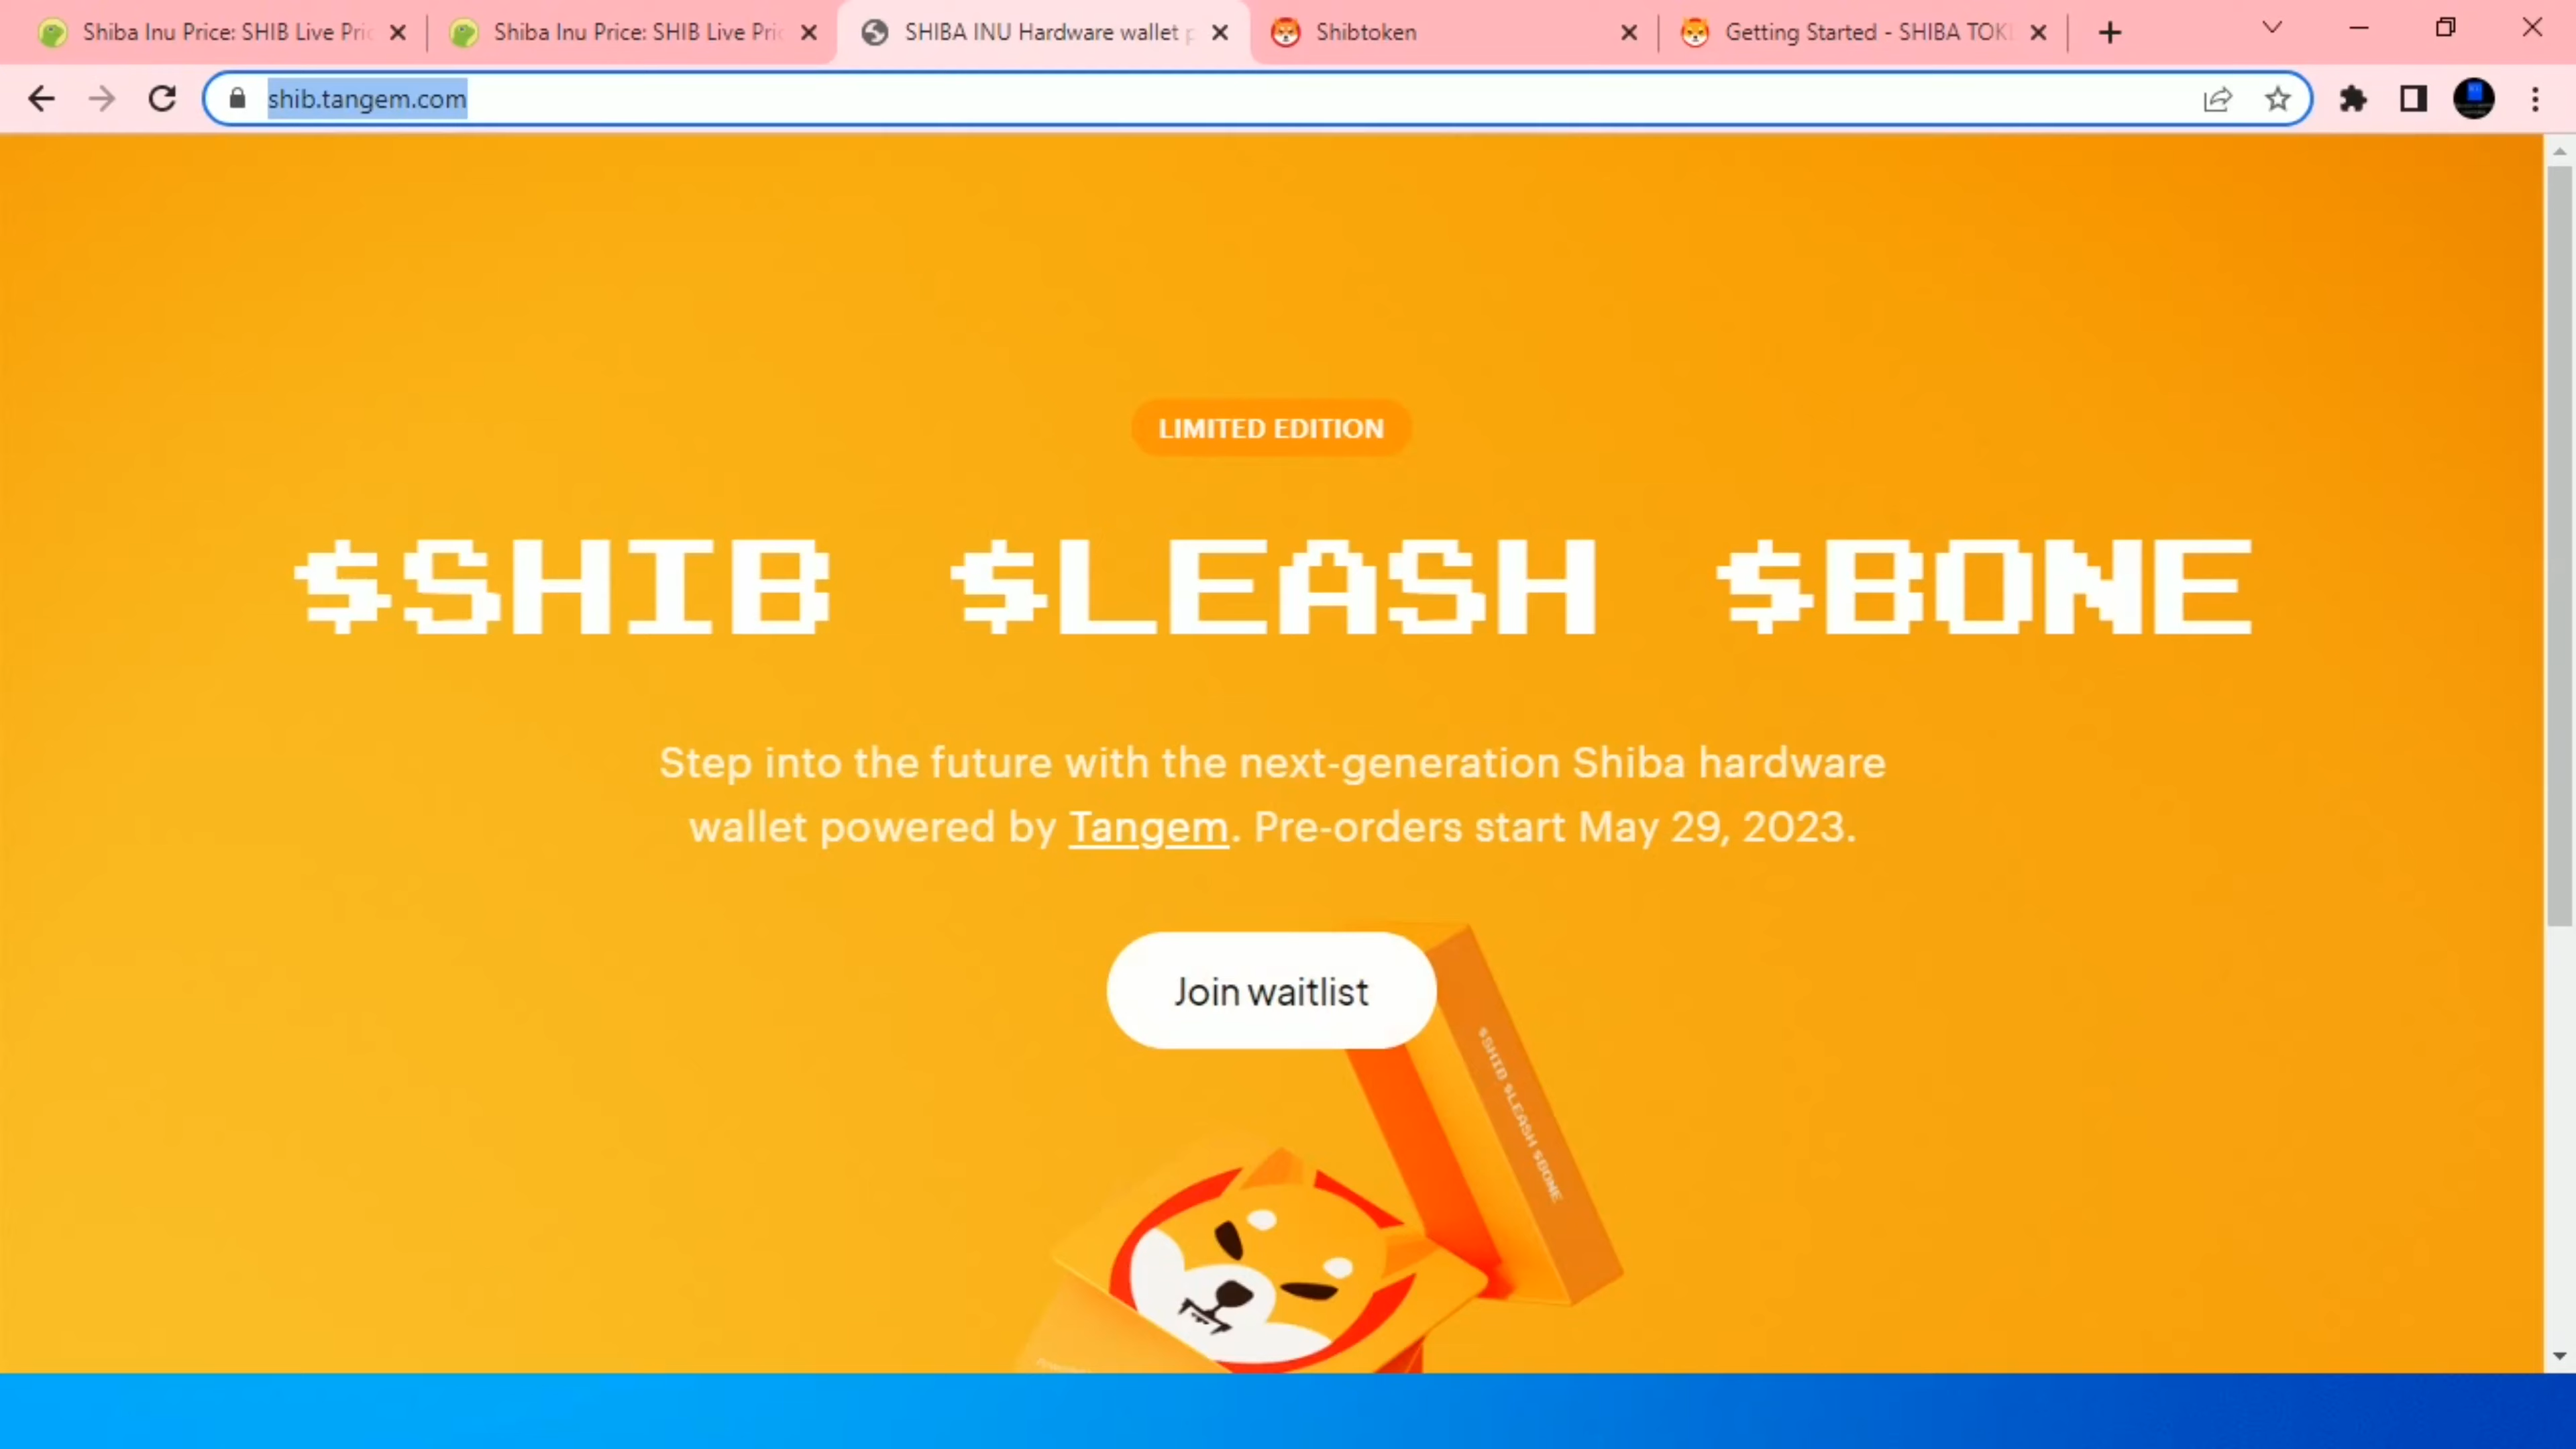 Shiba Inu Price: SHIB Live Pric
Shiba Inu Price: SHIB Live Pric
SHIBA INU Hardware wallet p
Shibtoken
Getting Started - SHIBA TOK
shib.tangem.com
LIMITED EDITION
$SHIB $LEASH $BONE
Step into the future with the next-generation Shiba hardware
wallet powered by Tangem. Pre-orders start May 29, 2023.
Join waitlist
$SHIB $LEASH $BONE